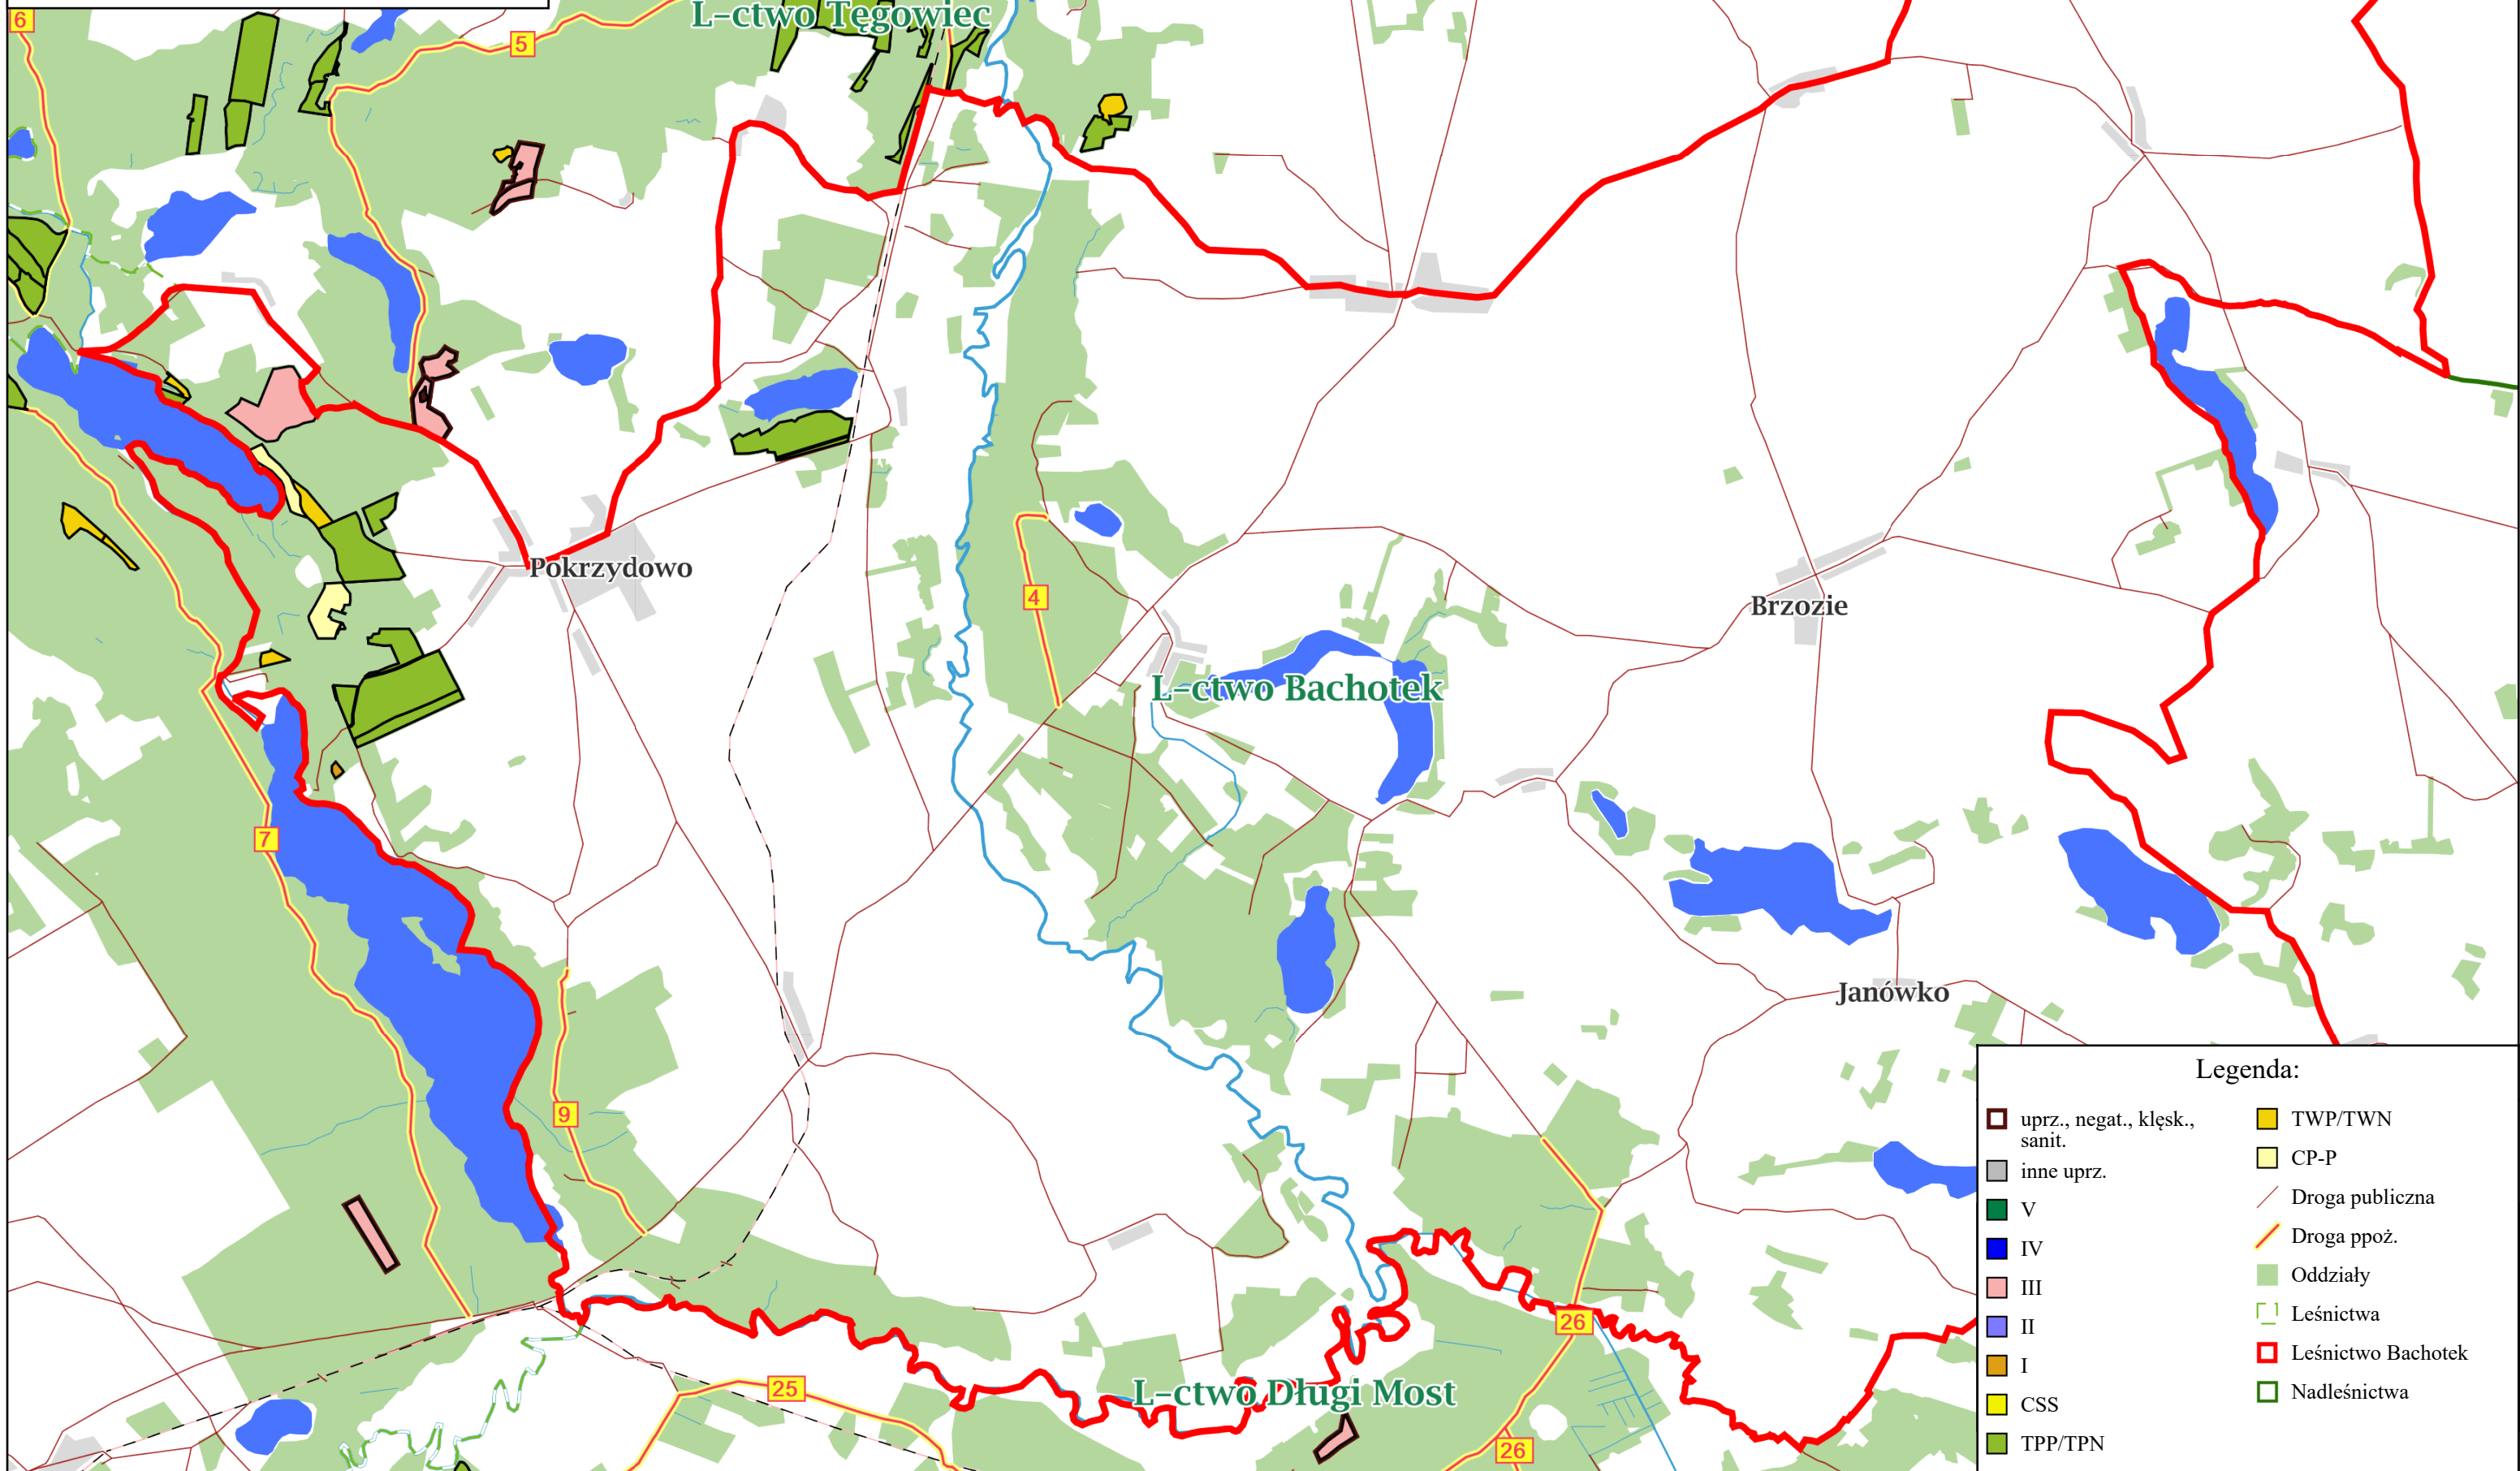 6
5
L-ctwo Tęgowiec
Pokrzydowo
4
Brzozie
L-ctwo Bachotek
7
Janówko
9
26
25
L-ctwo Długi Most
26
Legenda:
uprz., negat., klęsk.,
sanit.
inne uprz.
V
IV
III
II
I
CSS
TPP/TPN
TWP/TWN
CP-P
Droga publiczna
Droga ppoż.
Oddziały
Leśnictwa
Leśnictwo Bachotek
Nadleśnictwa